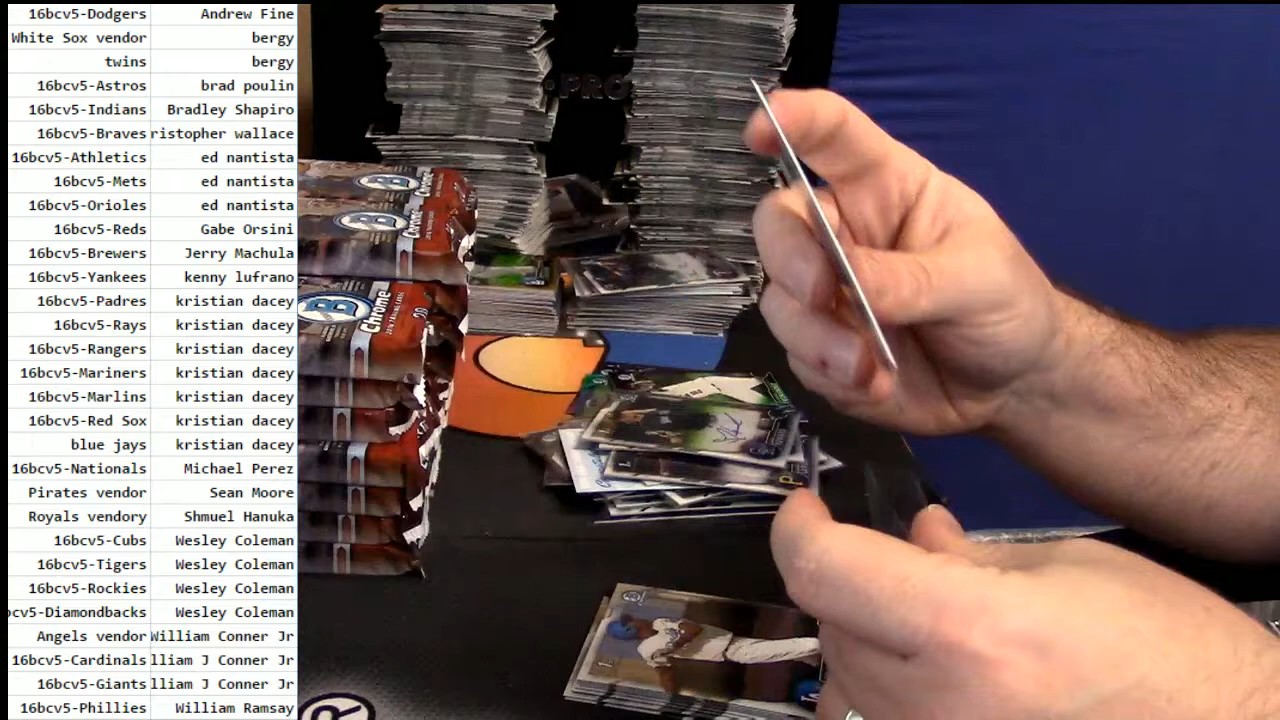 16bcv5-Dodgers Andrew Fine
White Sox vendor bergy
twins bergy
16bcv5-Astros brad poulin
16bcv5-Indians Bradley Shapiro
16bcv5-Braves ristopher wallace
16bcv5-Athletics ed nantista
16bcv5-Mets ed nantista
16bcv5-Orioles ed nantista
16bcv5-Reds Gabe Orsini
16bcv5-Brewers Jerry Machula
16bcv5-Yankees kenny lufrano
16bcv5-Padres kristian dacey
16bcv5-Rays kristian dacey
16bcv5-Rangers kristian dacey
16bcv5-Mariners kristian dacey
16bcv5-Marlins kristian dacey
16bcv5-Red Sox kristian dacey
blue jays kristian dacey
16bcv5-Nationals Michael Perez
Pirates vendor Sean Moore
Royals vendory Shmuel Hanuka
16bcv5-Cubs Wesley Coleman
16bcv5-Tigers Wesley Coleman
16bcv5-Rockies Wesley Coleman
bcv5-Diamondbacks Wesley Coleman
Angels vendor William Conner Jr
16bcv5-Cardinals lliam J Conner Jr
16bcv5-Giants lliam J Conner Jr
16bcv5-Phillies William Ramsay
PRO
B Chrome
B Chrome
B Chrome